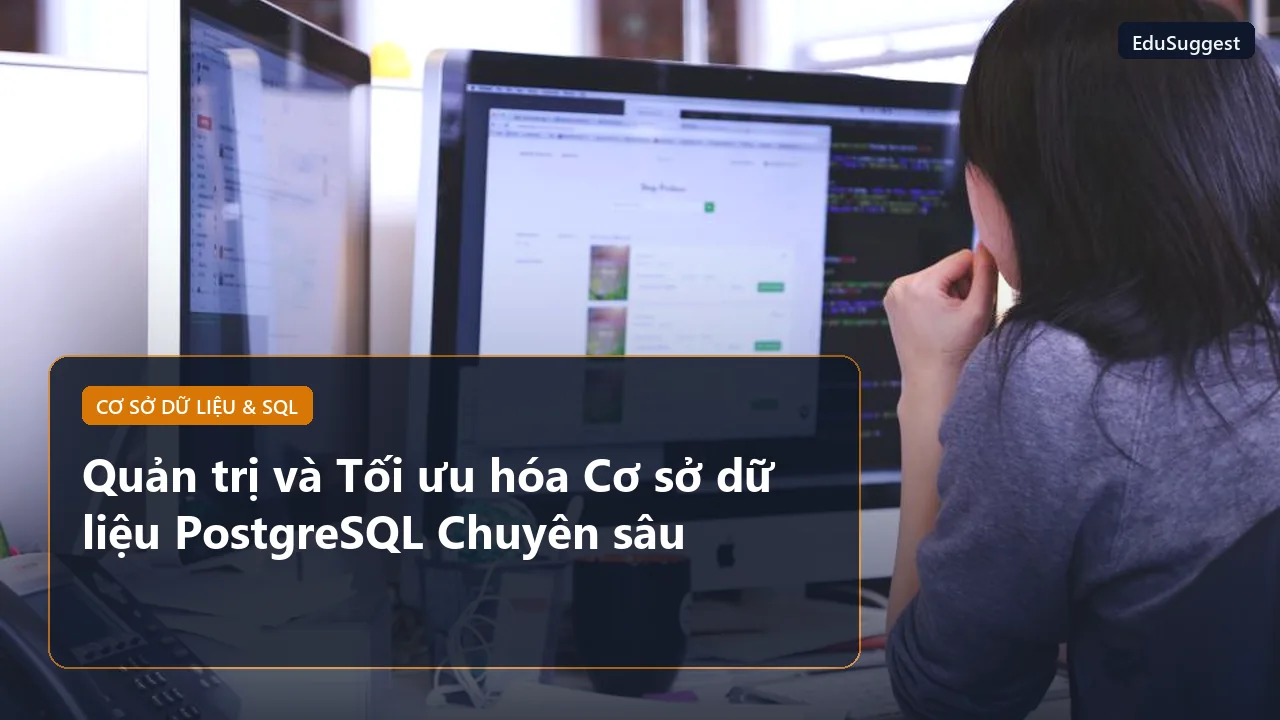 EduSuggest
CƠ SỞ DỮ LIỆU & SQL
Quản trị và Tối ưu hóa Cơ sở dữ
liệu PostgreSQL Chuyên sâu